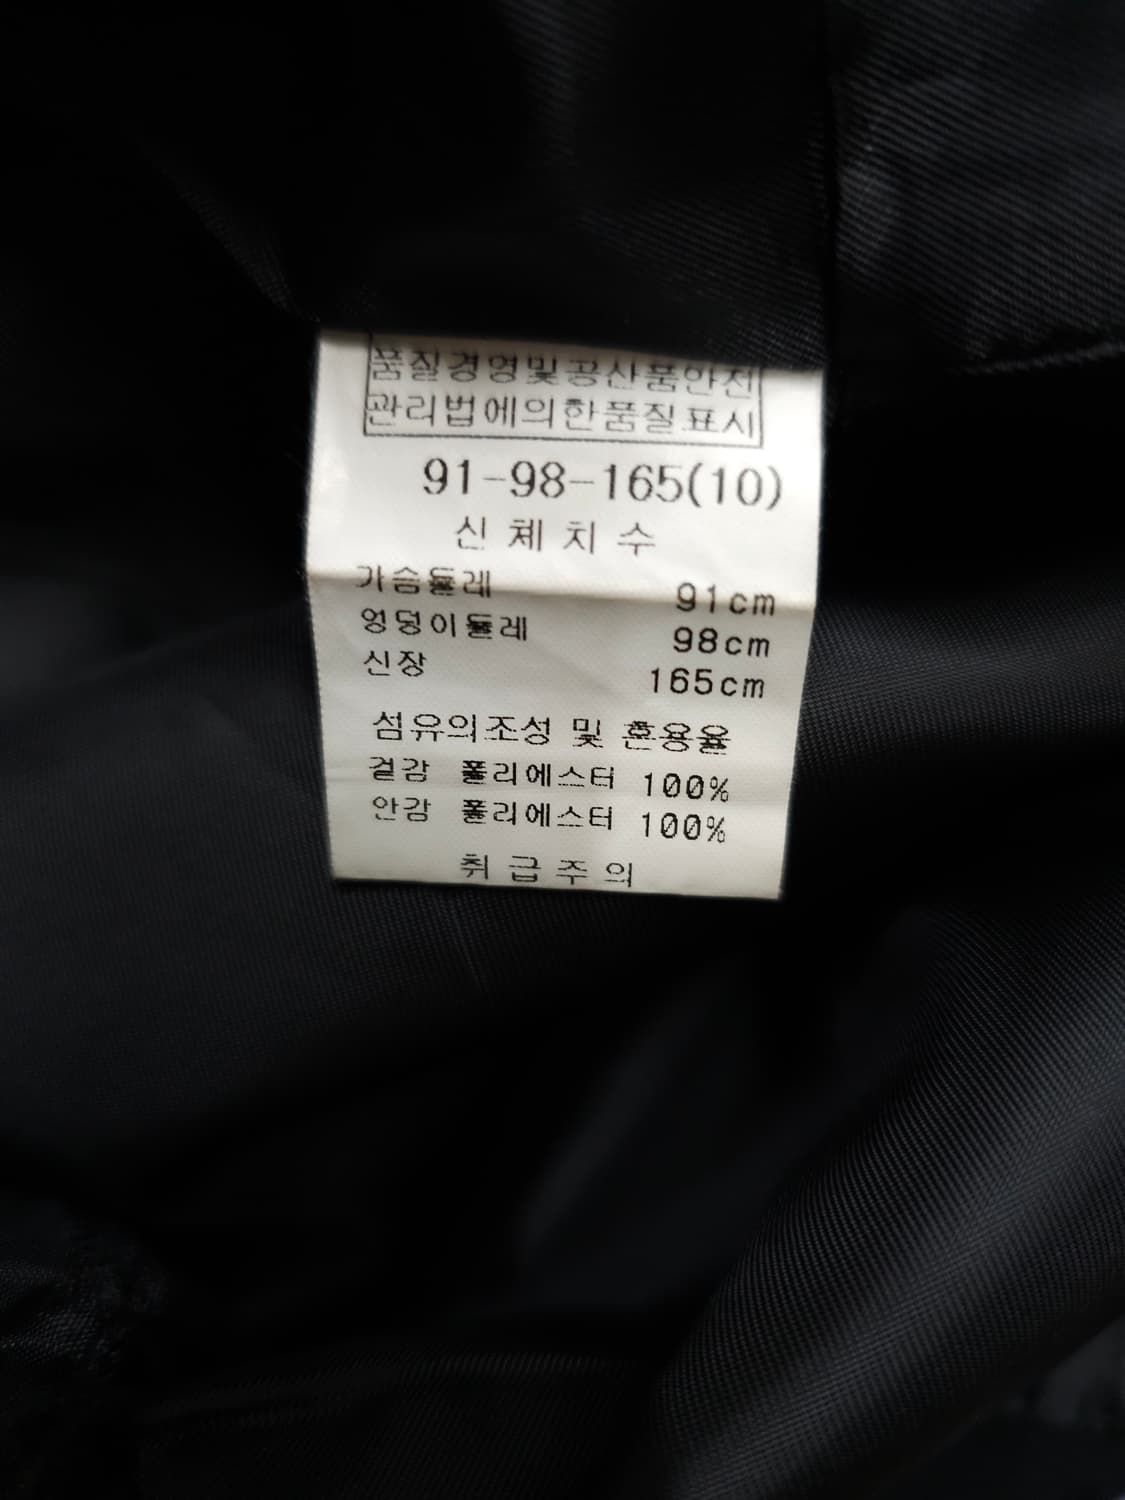 품질경영및공산품안전
관리법에의한품질표시
91-98-165(10)
신체치수
가슴둘레 91cm
엉덩이둘레 98cm
신장 165cm
섬유의조성 및 혼용율
겉감 폴리에스터 100%
안감 폴리에스터 100%
취급주의